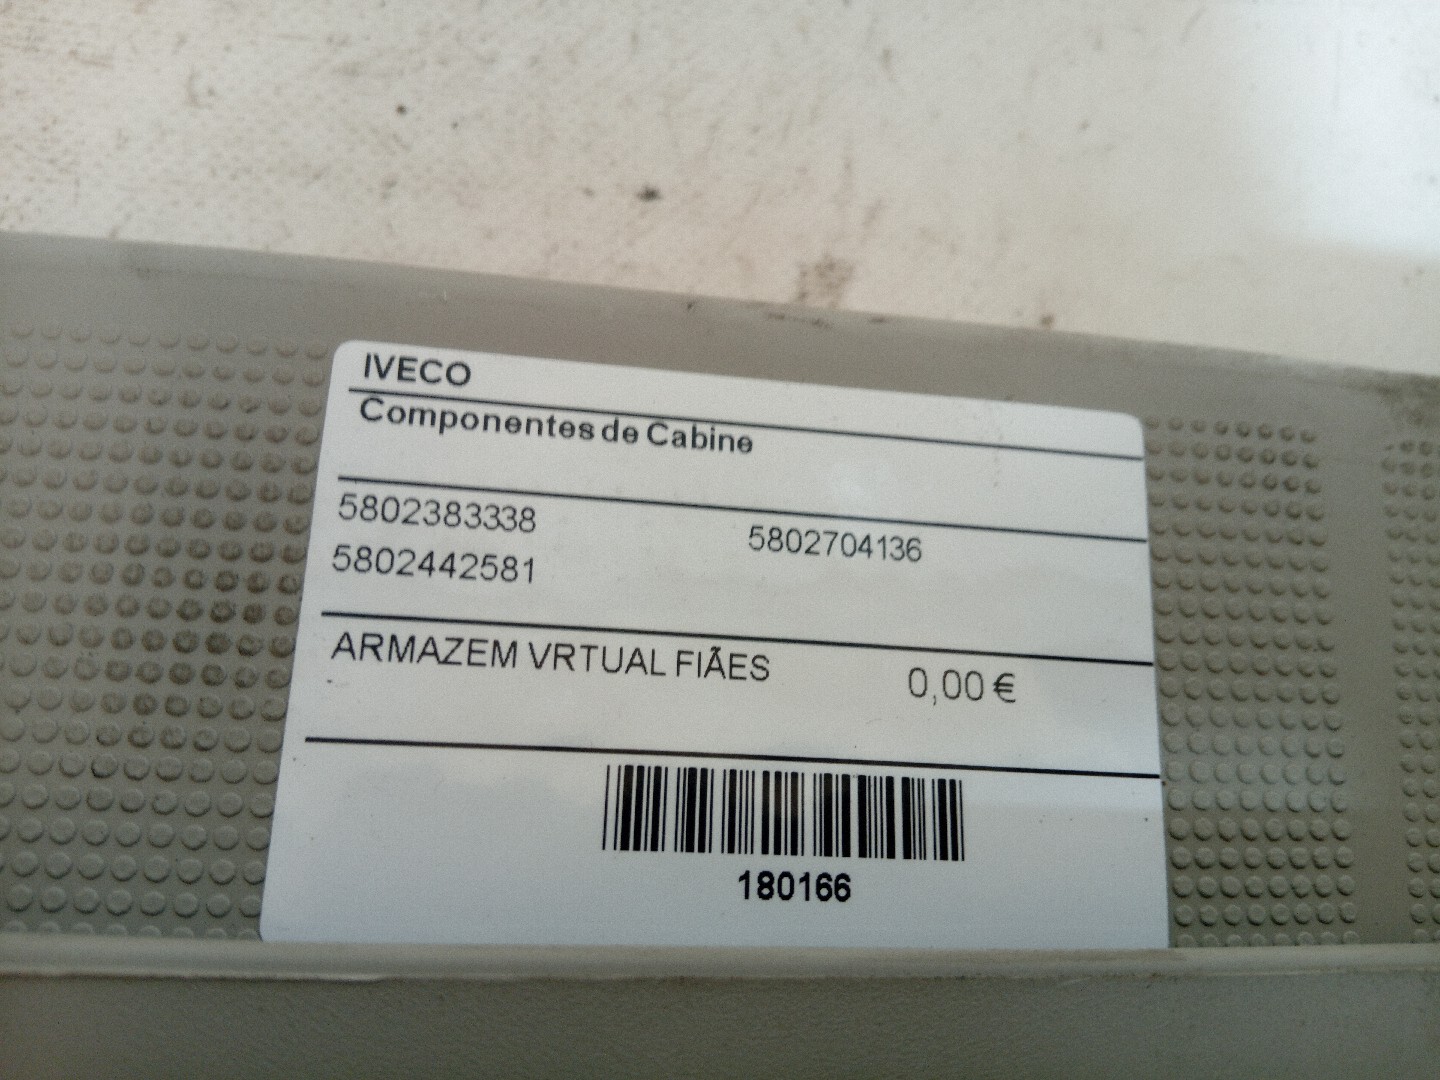 IVECO
Componentes de Cabine
5802383338 5802704136
5802442581
ARMAZEM VRTUAL FIÃES 0,00 €
180166